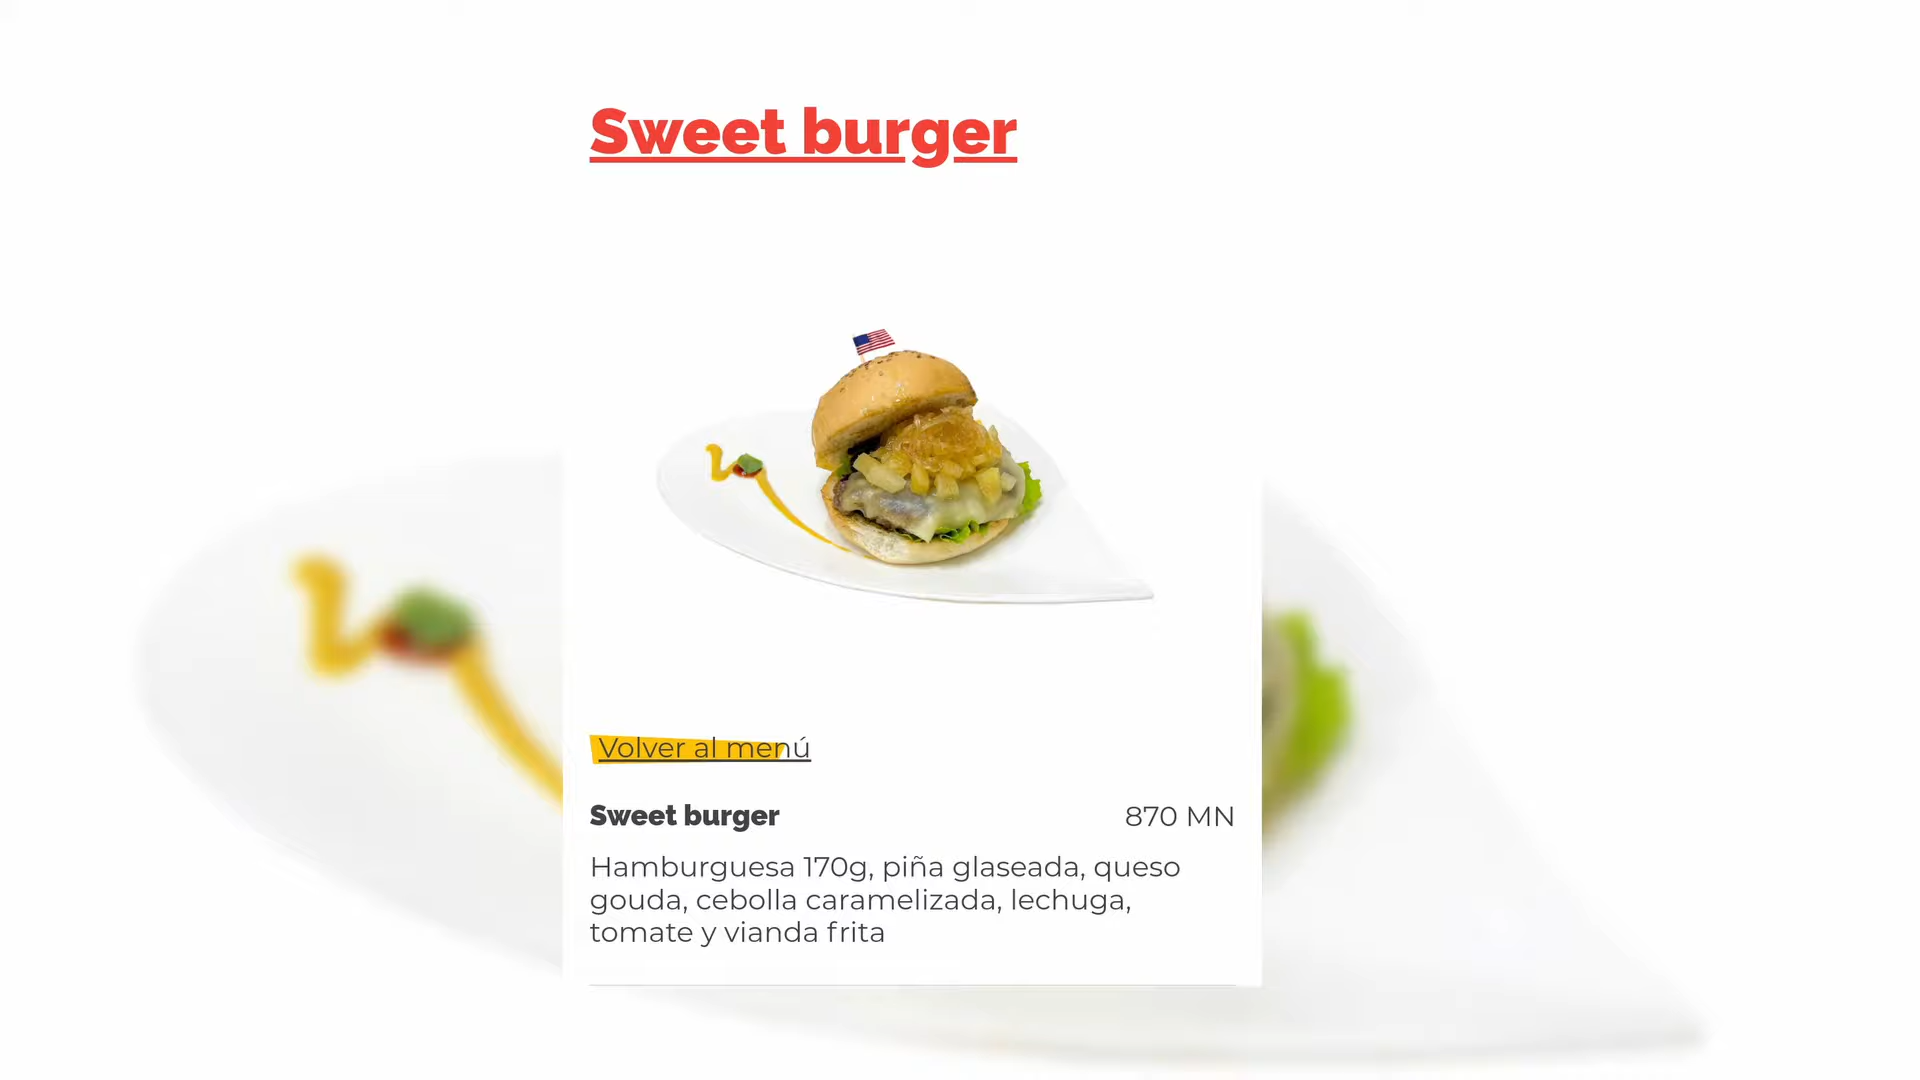 Sweet burger
Volver al menú
Sweet burger 870 MN
Hamburguesa 170g, piña glaseada, queso
gouda, cebolla caramelizada, lechuga,
tomate y vianda frita